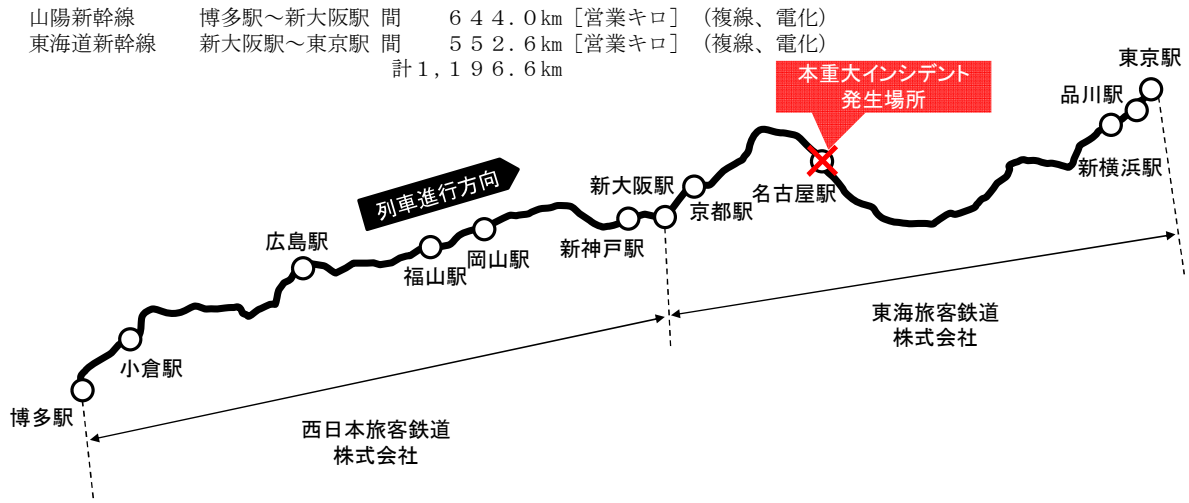 山陽新幹線 博多駅~新大阪駅 間 644.0km[営業キロ] (複線、電化)
東海道新幹線 新大阪駅~東京駅 間 552.6km[営業キロ] (複線、電化)
計1,196.6km
本重大インシデント
発生場所
東京駅
品川駅
新横浜駅
名古屋駅
新大阪駅
京都駅
列車進行方向
新神戸駅
岡山駅
福山駅
広島駅
小倉駅
博多駅
東海旅客鉄道
株式会社
西日本旅客鉄道
株式会社